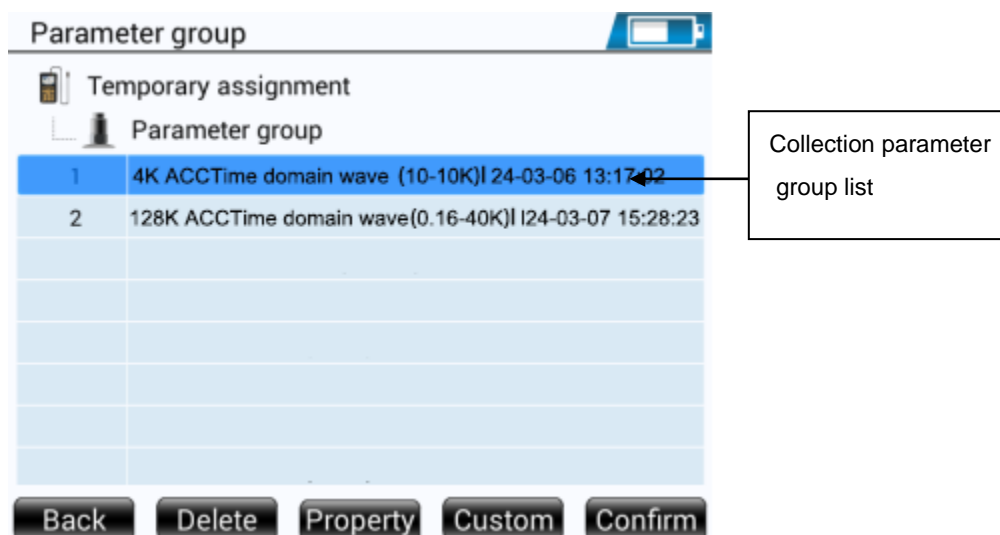 Parameter group
Temporary assignment
Parameter group
1 4K ACCTime domain wave (10-10K)l 24-03-06 13:17:02
2 128K ACCTime domain wave(0.16-40K)l l24-03-07 15:28:23
Back Delete Property Custom Confirm
Collection parameter
group list